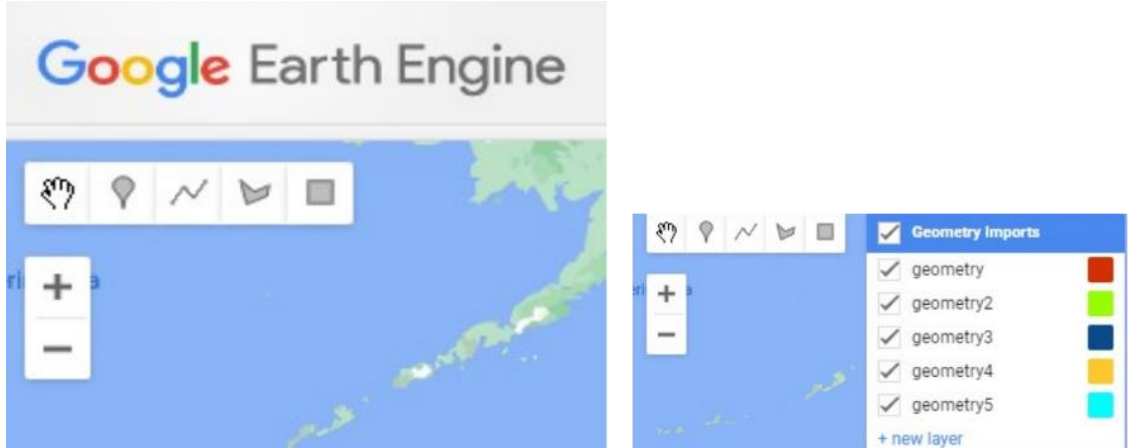 Google Earth Engine
+
−
Geometry Imports
geometry
geometry2
geometry3
geometry4
geometry5
+ new layer
+
−